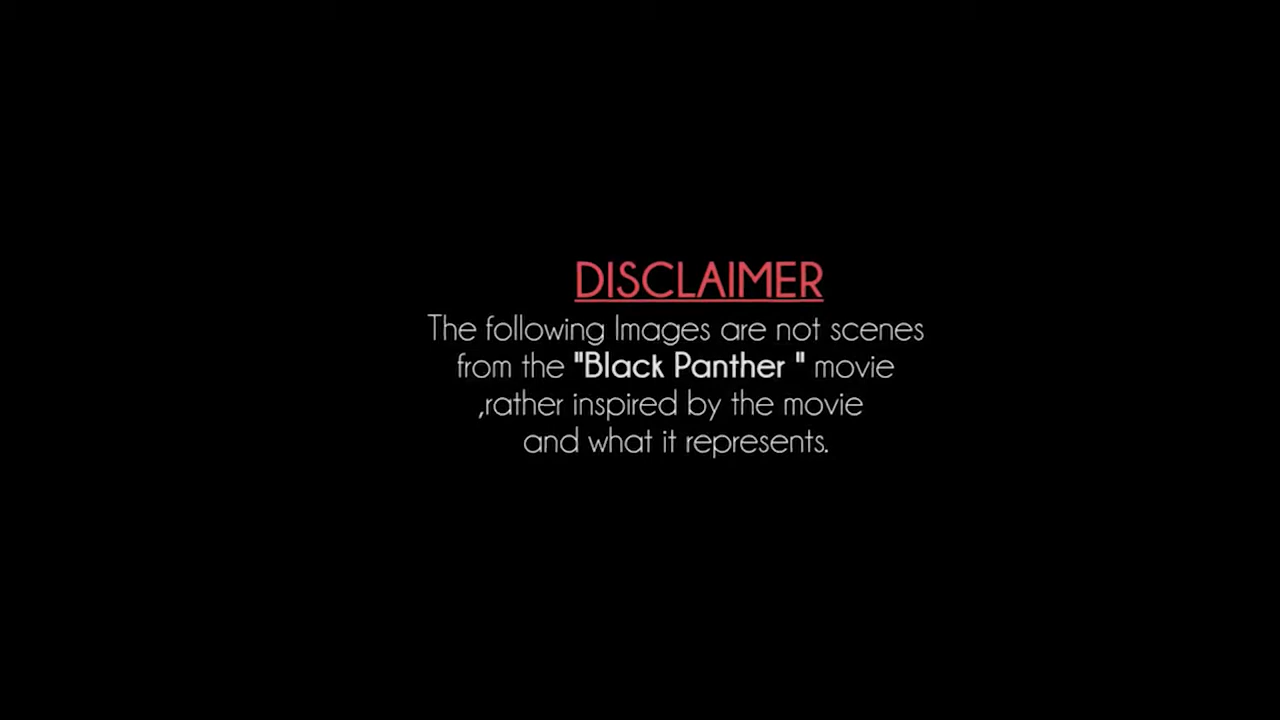 DISCLAIMER
The following Images are not scenes
from the "Black Panther " movie
,rather inspired by the movie
and what it represents.